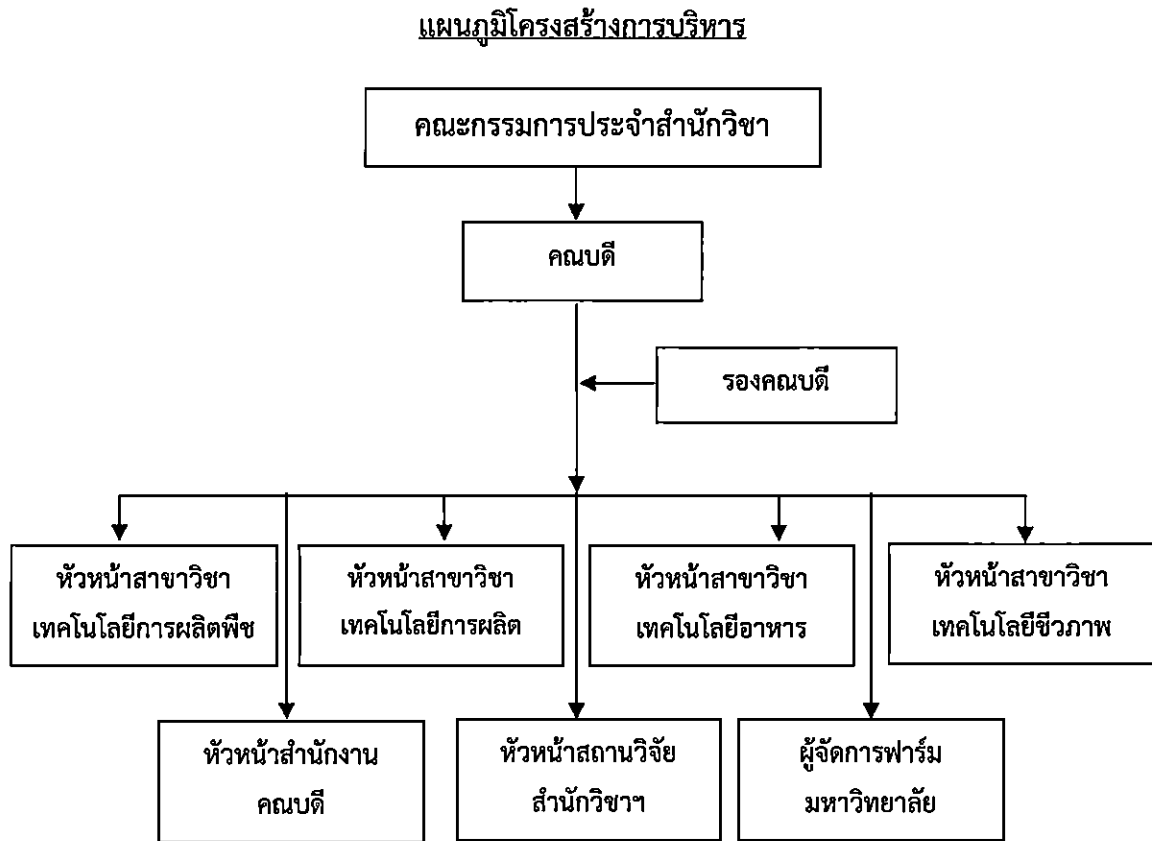 แผนภูมิโครงสร้างการบริหาร
คณะกรรมการประจำสำนักวิชา
คณบดี
รองคณบดี
หัวหน้าสาขาวิชา
เทคโนโลยีการผลิตพืช
หัวหน้าสาขาวิชา
เทคโนโลยีการผลิต
หัวหน้าสาขาวิชา
เทคโนโลยีอาหาร
หัวหน้าสาขาวิชา
เทคโนโลยีชีวภาพ
หัวหน้าสำนักงาน
คณบดี
หัวหน้าสถานวิจัย
สำนักวิชาฯ
ผู้จัดการฟาร์ม
มหาวิทยาลัย